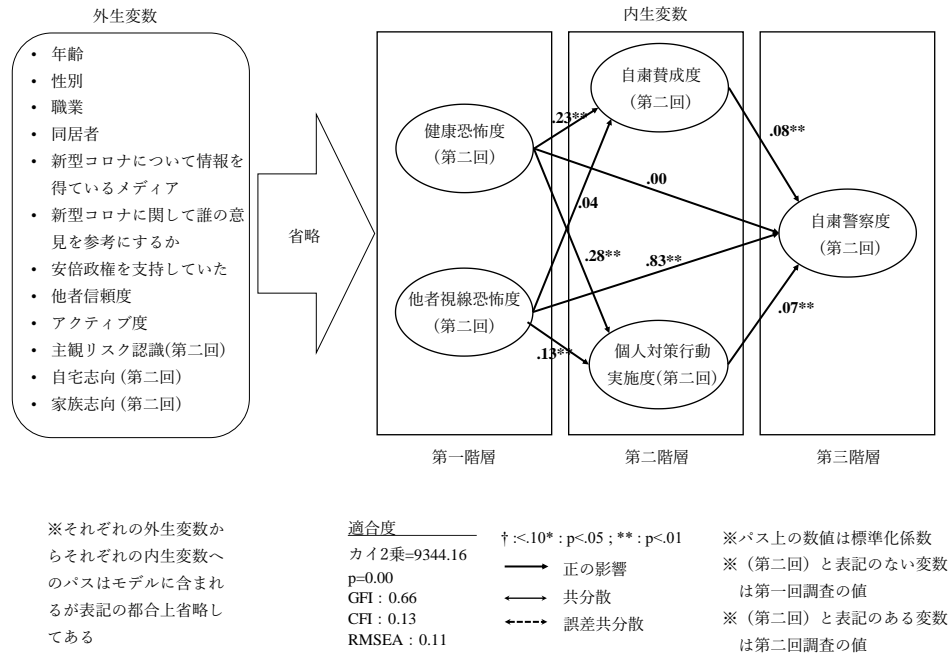 外生変数
・ 年齢
・ 性別
・ 職業
・ 同居者
・ 新型コロナについて情報を
得ているメディア
・ 新型コロナに関して誰の意
見を参考にするか
・ 安倍政権を支持していた
・ 他者信頼度
・ アクティブ度
・ 主観リスク認識(第二回)
・ 自宅志向 (第二回)
・ 家族志向 (第二回)
省略
内生変数
健康恐怖度
(第二回)
他者視線恐怖度
(第二回)
自粛賛成度
(第二回)
個人対策行動
実施度(第二回)
自粛警察度
(第二回)
.23**
.08**
.00
.04
.28**
.83**
.13**
.07**
第一階層
第二階層
第三階層
※それぞれの外生変数か
らそれぞれの内生変数へ
のパスはモデルに含まれ
るが表記の都合上省略し
てある
適合度
カイ2乗=9344.16
p=0.00
GFI : 0.66
CFI : 0.13
RMSEA : 0.11
† :<.10* : p<.05 ; ** : p<.01
正の影響
共分散
誤差共分散
※パス上の数値は標準化係数
※（第二回）と表記のない変数
は第一回調査の値
※（第二回）と表記のある変数
は第二回調査の値